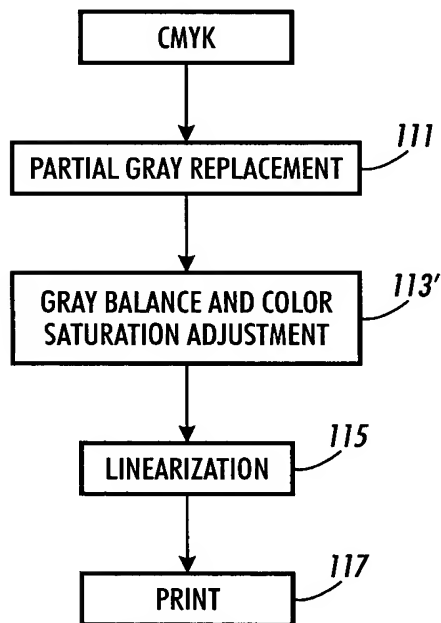 CMYK
111
PARTIAL GRAY REPLACEMENT
113'
GRAY BALANCE AND COLOR
SATURATION ADJUSTMENT
115
LINEARIZATION
117
PRINT